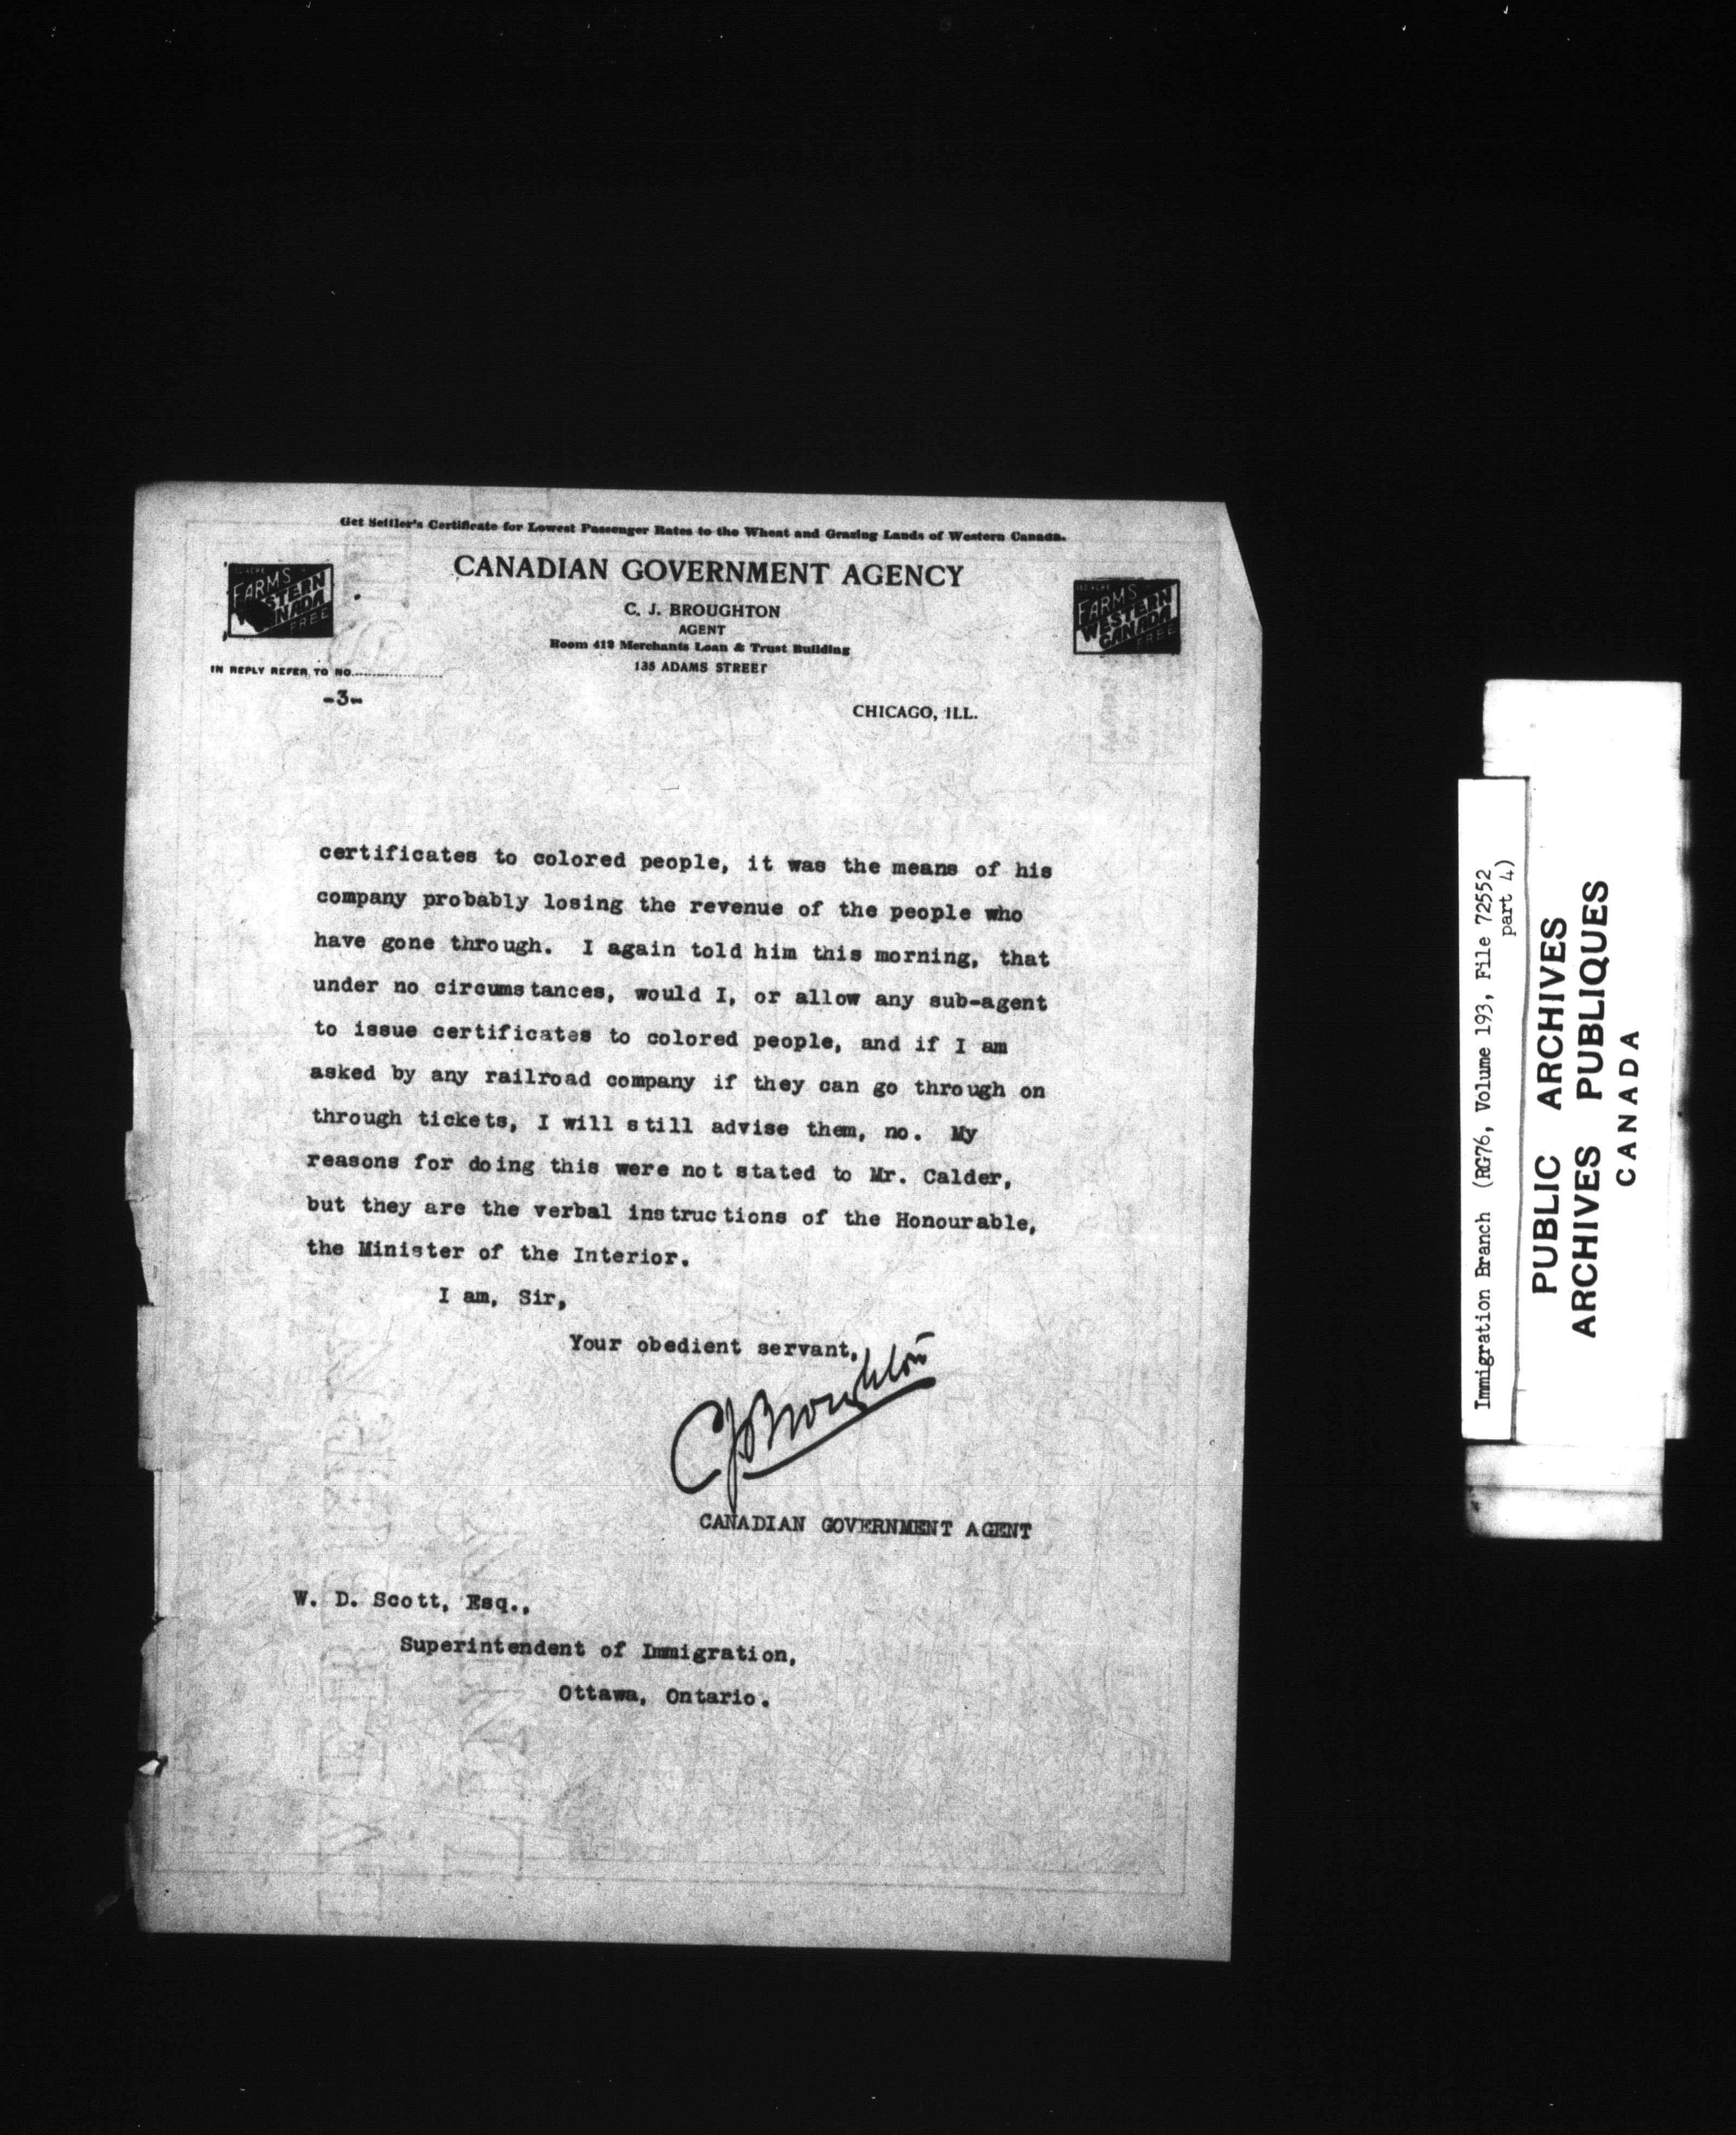 Get Settler's Certificate for Lowest Passenger Rates to the Wheat and Grazing Lands of Western Canada.
CANADIAN GOVERNMENT AGENCY
C. J. BROUGHTON
AGENT
Room 412 Merchants Loan & Trust Building
135 ADAMS STREET
FARMS
WESTERN
CANADA
FREE
FARMS
WESTERN
CANADA
FREE
IN REPLY REFER TO NO.
-3-
CHICAGO, ILL.
certificates to colored people, it was the means of his
company probably losing the revenue of the people who
have gone through. I again told him this morning, that
under no circumstances, would I, or allow any sub-agent
to issue certificates to colored people, and if I am
asked by any railroad company if they can go through on
through tickets, I will still advise them, no. My
reasons for doing this were not stated to Mr. Calder,
but they are the verbal instructions of the Honourable,
the Minister of the Interior.
I am, Sir,
Your obedient servant,
CJBroughton
CANADIAN GOVERNMENT AGENT
W. D. Scott, Esq.,
Superintendent of Immigration,
Ottawa, Ontario.
Immigration Branch (RG76, Volume 193, File 72552
part 4)
PUBLIC ARCHIVES
ARCHIVES PUBLIQUES
CANADA